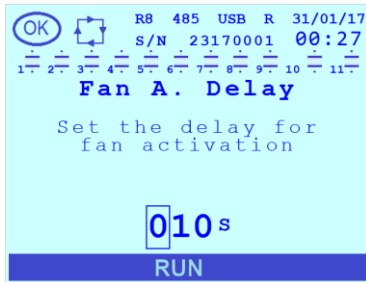 OK R8 485 USB R 31/01/17
S/N 23170001 00:27
1 2 3 4 5 6 7 8 9 10 11
Fan A. Delay
Set the delay for
fan activation
010 s
RUN